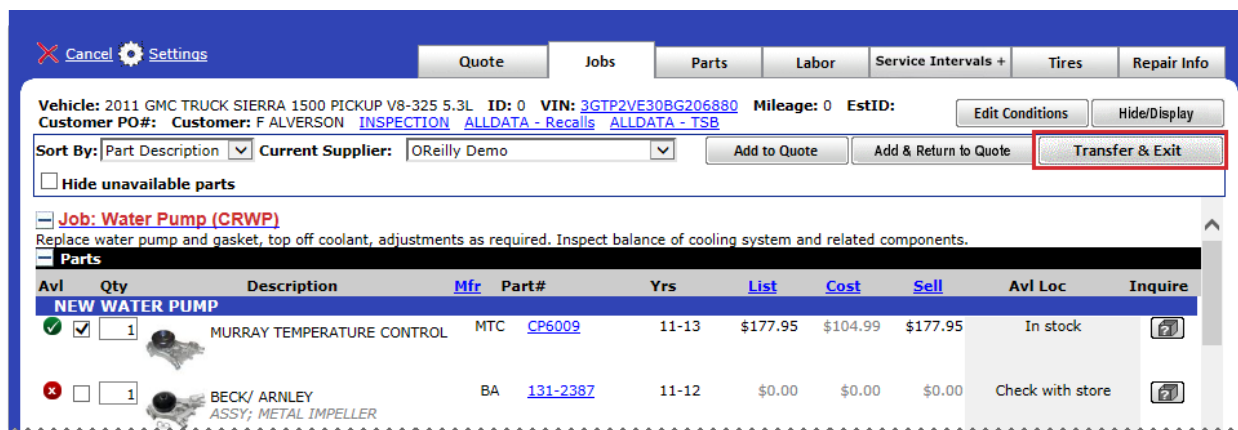 Cancel Settings
Quote Jobs Parts Labor Service Intervals + Tires Repair Info
Vehicle: 2011 GMC TRUCK SIERRA 1500 PICKUP V8-325 5.3L ID: 0 VIN: 3GTP2VE30BG206880 Mileage: 0 EstID:
Customer PO#: Customer: F ALVERSON INSPECTION ALLDATA - Recalls ALLDATA - TSB
Edit Conditions Hide/Display
Sort By: Part Description Current Supplier: OReilly Demo Add to Quote Add & Return to Quote Transfer & Exit
Hide unavailable parts
Job: Water Pump (CRWP)
Replace water pump and gasket, top off coolant, adjustments as required. Inspect balance of cooling system and related components.
Parts
Avl Qty Description Mfr Part# Yrs List Cost Sell Avl Loc Inquire
NEW WATER PUMP
1 MURRAY TEMPERATURE CONTROL MTC CP6009 11-13 $177.95 $104.99 $177.95 In stock
1 BECK/ ARNLEY BA 131-2387 11-12 $0.00 $0.00 $0.00 Check with store
ASSY; METAL IMPELLER